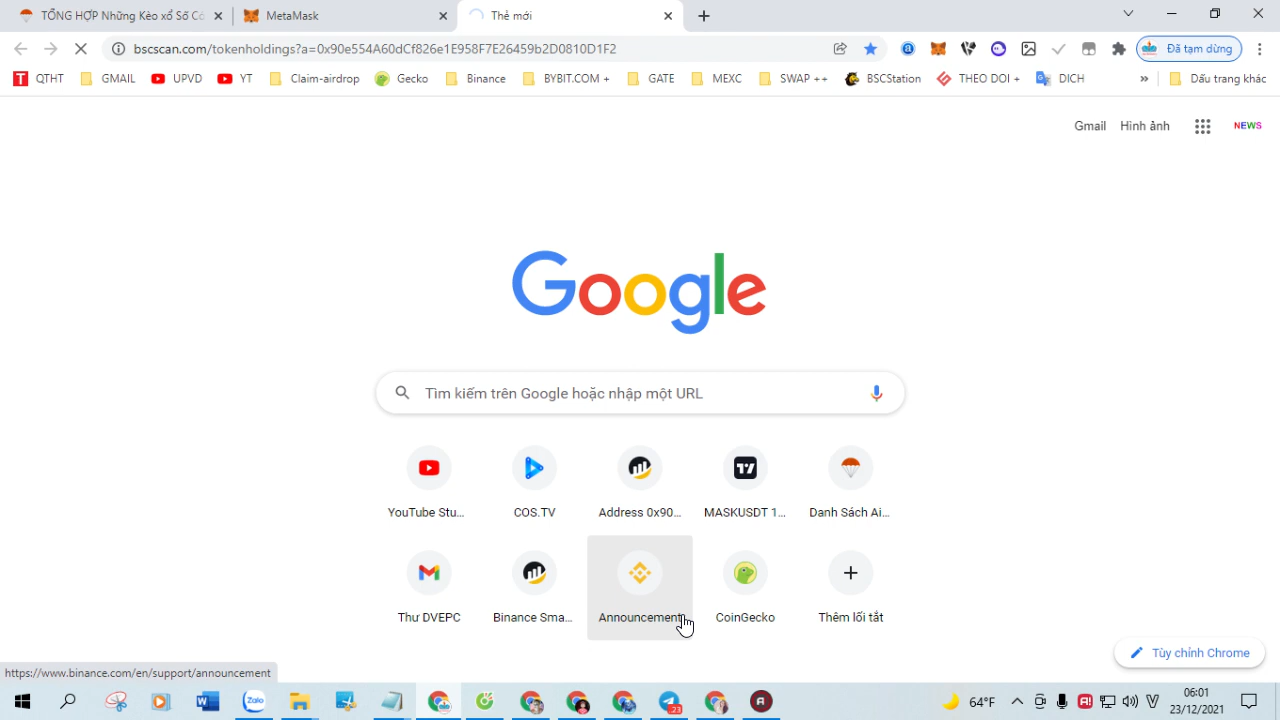 TỔNG HỢP Những Kèo xổ Số Có
MetaMask
Thẻ mới
bscscan.com/tokenholdings?a=0x90e554A60dCf826e1E958F7E26459b2D0810D1F2
Đã tạm dừng
QTHT
GMAIL
UPVD
YT
Claim-airdrop
Gecko
Binance
BYBIT.COM +
GATE
MEXC
SWAP ++
BSCStation
THEO DOI +
DICH
»
Dấu trang khác
Gmail
Hình ảnh
NEWS
Google
Tìm kiếm trên Google hoặc nhập một URL
YouTube Stu...
COS.TV
Address 0x90...
MASKUSDT 1...
Danh Sách Ai...
Thư DVEPC
Binance Sma...
Announcement
CoinGecko
Thêm lối tắt
Tùy chỉnh Chrome
https://www.binance.com/en/support/announcement
Zalo
23
64°F
06:01
23/12/2021